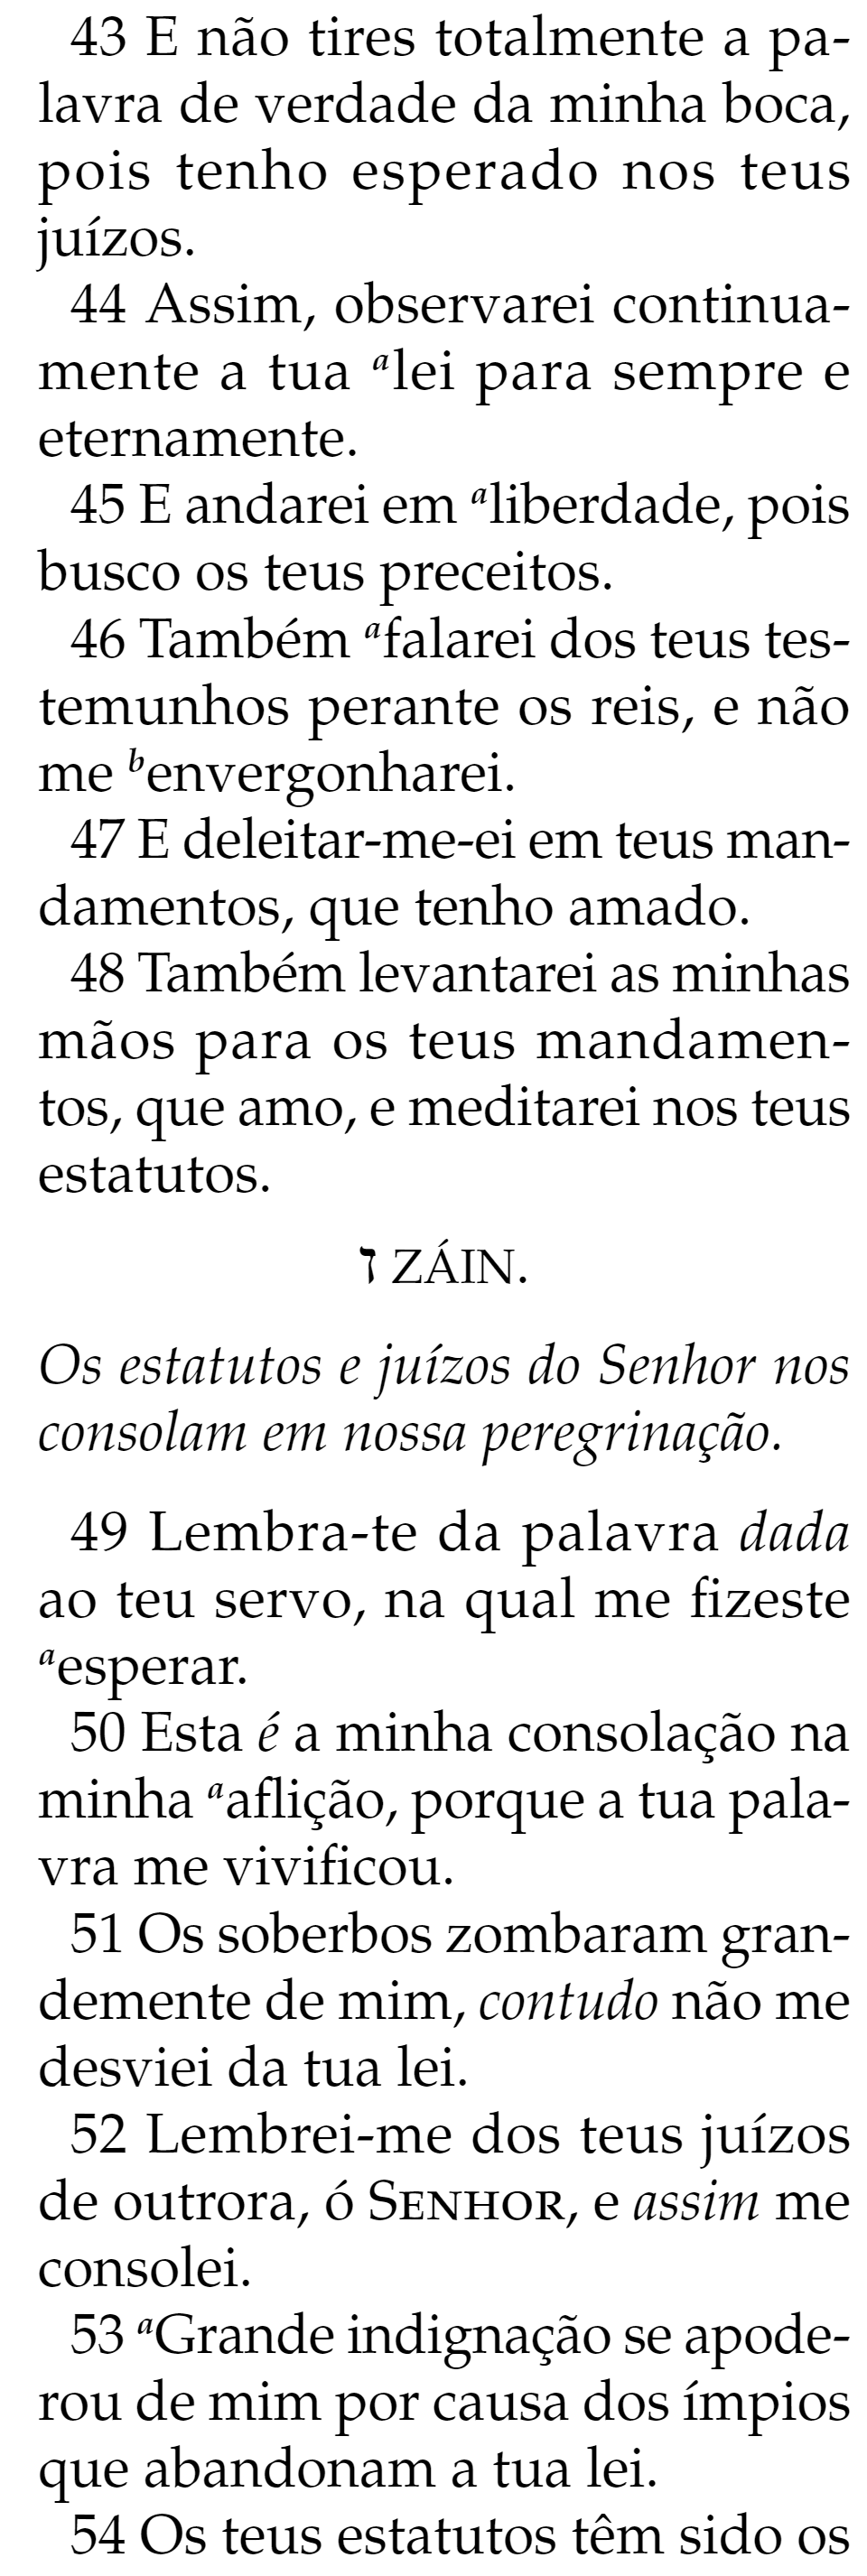 43 E não tires totalmente a pa-
lavra de verdade da minha boca,
pois tenho esperado nos teus
juízos.
44 Assim, observarei continua-
mente a tua alei para sempre e
eternamente.
45 E andarei em aliberdade, pois
busco os teus preceitos.
46 Também afalarei dos teus tes-
temunhos perante os reis, e não
me benvergonharei.
47 E deleitar-me-ei em teus man-
damentos, que tenho amado.
48 Também levantarei as minhas
mãos para os teus mandamen-
tos, que amo, e meditarei nos teus
estatutos.
ז ZÁIN.
Os estatutos e juízos do Senhor nos
consolam em nossa peregrinação.
49 Lembra-te da palavra dada
ao teu servo, na qual me fizeste
aesperar.
50 Esta é a minha consolação na
minha aaflição, porque a tua pala-
vra me vivificou.
51 Os soberbos zombaram gran-
demente de mim, contudo não me
desviei da tua lei.
52 Lembrei-me dos teus juízos
de outrora, ó SENHOR, e assim me
consolei.
53 aGrande indignação se apode-
rou de mim por causa dos ímpios
que abandonam a tua lei.
54 Os teus estatutos têm sido os